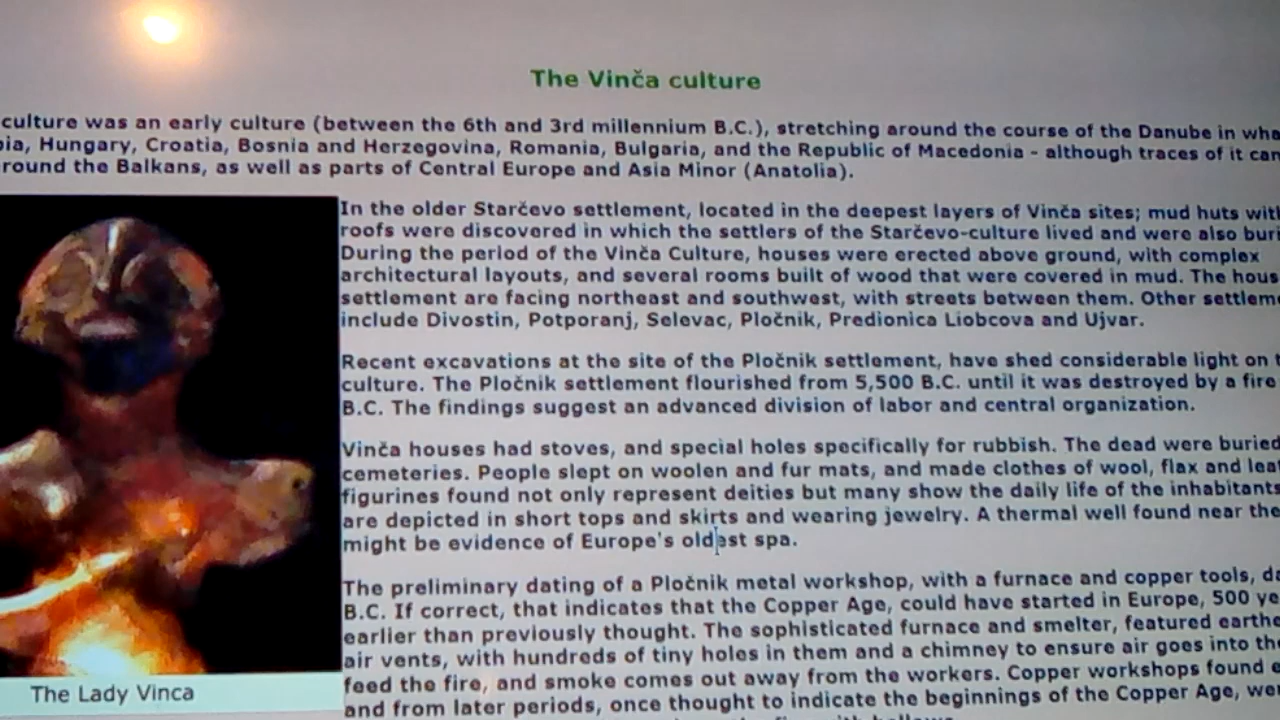 The Vinča culture
culture was an early culture (between the 6th and 3rd millennium B.C.), stretching around the course of the Danube in
Hungary, Croatia, Bosnia and Herzegovina, Romania, Bulgaria, and the Republic of Macedonia - although traces of it can
round the Balkans, as well as parts of Central Europe and Asia Minor (Anatolia).
In the older Starčevo settlement, located in the deepest layers of Vinča sites; mud huts with
roofs were discovered in which the settlers of the Starčevo-culture lived and were also
During the period of the Vinča Culture, houses were erected above ground, with complex
architectural layouts, and several rooms built of wood that were covered in mud. The
settlement are facing northeast and southwest, with streets between them. Other
include Divostin, Potporanj, Selevac, Pločnik, Predionica Liobcova and Ujvar.
Recent excavations at the site of the Pločnik settlement, have shed considerable light on
culture. The Pločnik settlement flourished from 5,500 B.C. until it was destroyed by a fire
B.C. The findings suggest an advanced division of labor and central organization.
Vinča houses had stoves, and special holes specifically for rubbish. The dead were buried
cemeteries. People slept on woolen and fur mats, and made clothes of wool, flax and
figurines found not only represent deities but many show the daily life of the inhabitants
are depicted in short tops and skirts and wearing jewelry. A thermal well found near the
might be evidence of Europe's oldest spa.
The preliminary dating of a Pločnik metal workshop, with a furnace and copper tools,
B.C. If correct, that indicates that the Copper Age, could have started in Europe, 500
earlier than previously thought. The sophisticated furnace and smelter, featured
air vents, with hundreds of tiny holes in them and a chimney to ensure air goes into the
feed the fire, and smoke comes out away from the workers. Copper workshops found
and from later periods, once thought to indicate the beginnings of the Copper Age,
The Lady Vinca